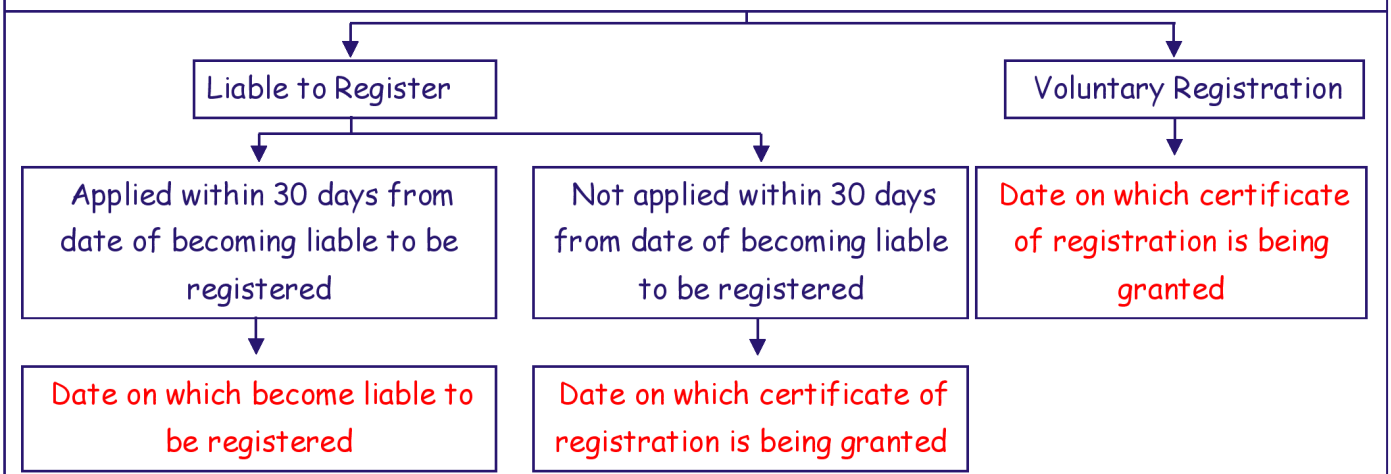 Liable to Register
Voluntary Registration
Applied within 30 days from
date of becoming liable to be
registered
Not applied within 30 days
from date of becoming liable
to be registered
Date on which certificate
of registration is being
granted
Date on which become liable to
be registered
Date on which certificate of
registration is being granted